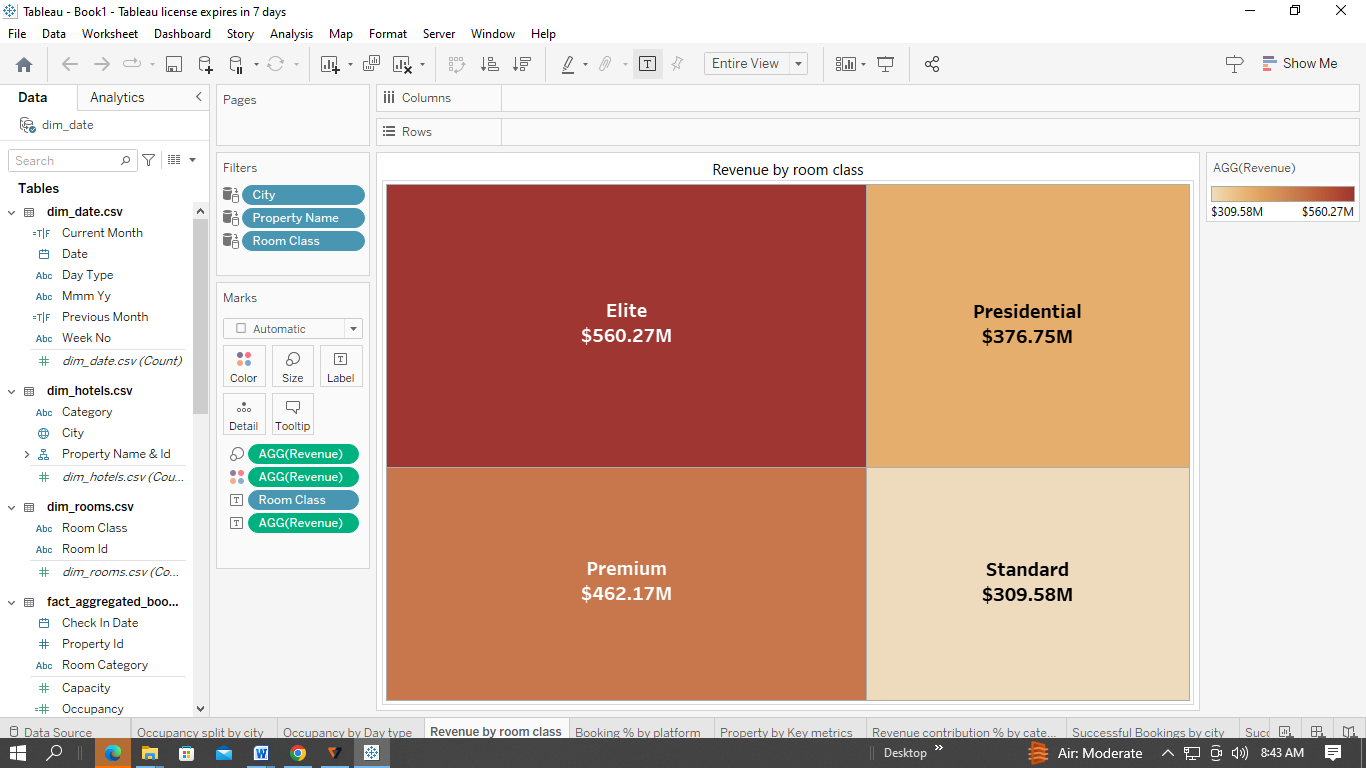 Tableau - Book1 - Tableau license expires in 7 days
File Data Worksheet Dashboard Story Analysis Map Format Server Window Help
Entire View
Show Me
Data Analytics
dim_date
Search
Tables
dim_date.csv
=T|F Current Month
Date
Abc Day Type
Abc Mmm Yy
=T|F Previous Month
Abc Week No
# dim_date.csv (Count)
dim_hotels.csv
Abc Category
City
Property Name & Id
# dim_hotels.csv (Cou...
dim_rooms.csv
Abc Room Class
Abc Room Id
# dim_rooms.csv (Co...
fact_aggregated_boo...
Check In Date
# Property Id
Abc Room Category
# Capacity
=# Occupancy
Pages
Filters
City
Property Name
Room Class
Marks
Automatic
Color Size Label
Detail Tooltip
AGG(Revenue)
AGG(Revenue)
Room Class
AGG(Revenue)
Columns
Rows
Revenue by room class
Elite
$560.27M
Presidential
$376.75M
Premium
$462.17M
Standard
$309.58M
AGG(Revenue)
$309.58M $560.27M
Data Source Occupancy split by city Occupancy by Day type Revenue by room class Booking % by platform Property by Key metrics Revenue contribution % by cate... Successful Bookings by city Succ
Desktop Air: Moderate 8:43 AM